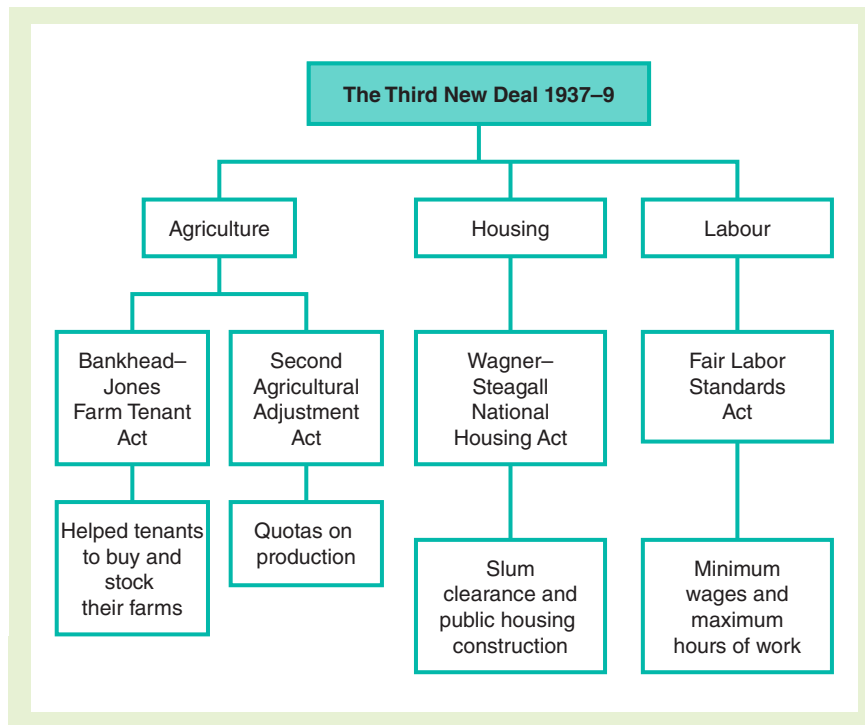 The Third New Deal 1937–9
Agriculture
Housing
Labour
Bankhead–
Jones
Farm Tenant
Act
Second
Agricultural
Adjustment
Act
Wagner–
Steagall
National
Housing Act
Fair Labor
Standards
Act
Helped tenants
to buy and
stock
their farms
Quotas on
production
Slum
clearance and
public housing
construction
Minimum
wages and
maximum
hours of work